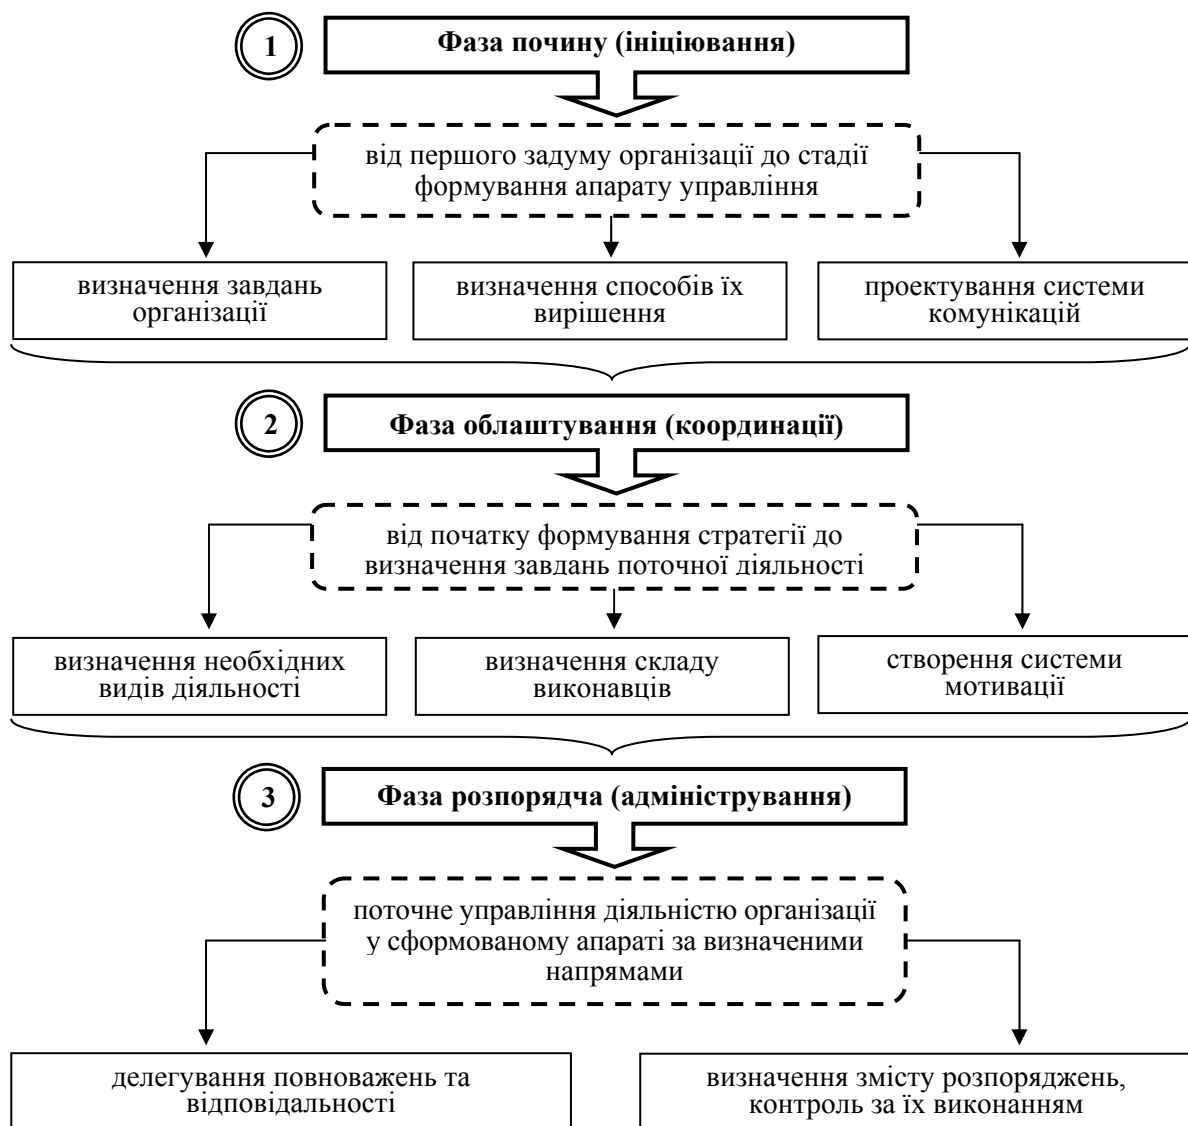 1
Фаза почину (ініціювання)
від першого задуму організації до стадії
формування апарату управління
визначення завдань
організації
визначення способів їх
вирішення
проектування системи
комунікацій
2
Фаза облаштування (координації)
від початку формування стратегії до
визначення завдань поточної діяльності
визначення необхідних
видів діяльності
визначення складу
виконавців
створення системи
мотивації
3
Фаза розпорядча (адміністрування)
поточне управління діяльністю організації
у сформованому апараті за визначеними
напрямами
делегування повноважень та
відповідальності
визначення змісту розпоряджень,
контроль за їх виконанням